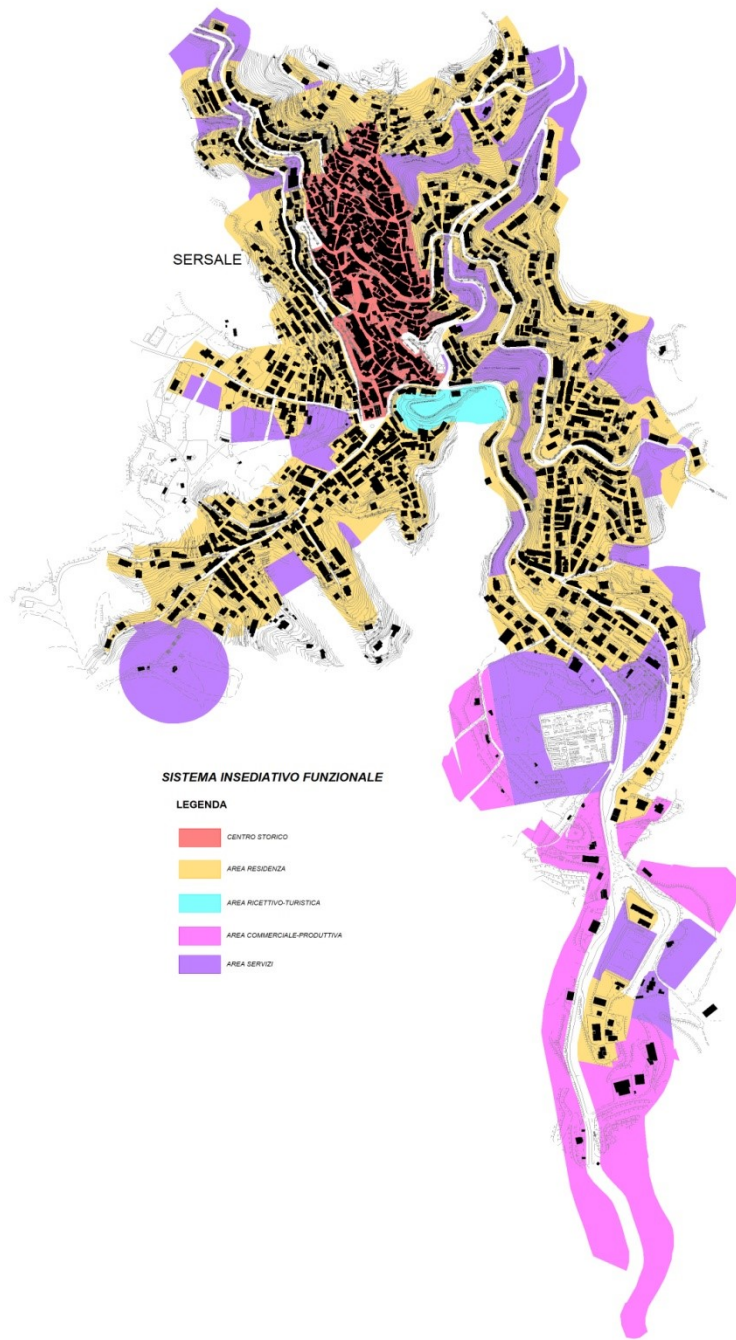 SERSALE
SISTEMA INSEDIATIVO FUNZIONALE
LEGENDA
CENTRO STORICO
AREA RESIDENZA
AREA RICETTIVO-TURISTICA
AREA COMMERCIALE-PRODUTTIVA
AREA SERVIZI